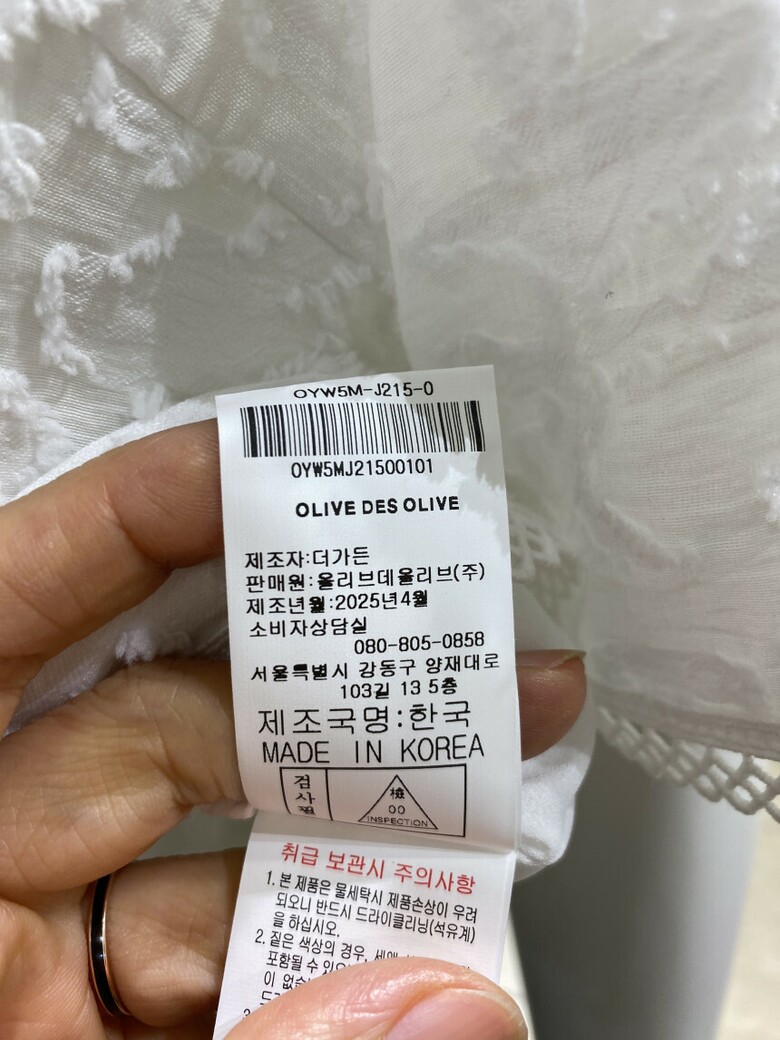 OYW5M-J215-0
OYW5MJ21500101
OLIVE DES OLIVE
제조자:더가든
판매원:올리브데올리브(주)
제조년월:2025년4월
소비자상담실
080-805-0858
서울특별시 강동구 양재대로
103길 13 5층
제조국명:한국
MADE IN KOREA
검사필
檢
00
INSPECTION
취급 보관시 주의사항
1. 본 제품은 물세탁시 제품손상이 우려
되오니 반드시 드라이클리닝(석유계)
을 하십시오.
2. 짙은 색상의 경우,
포함될 수
이